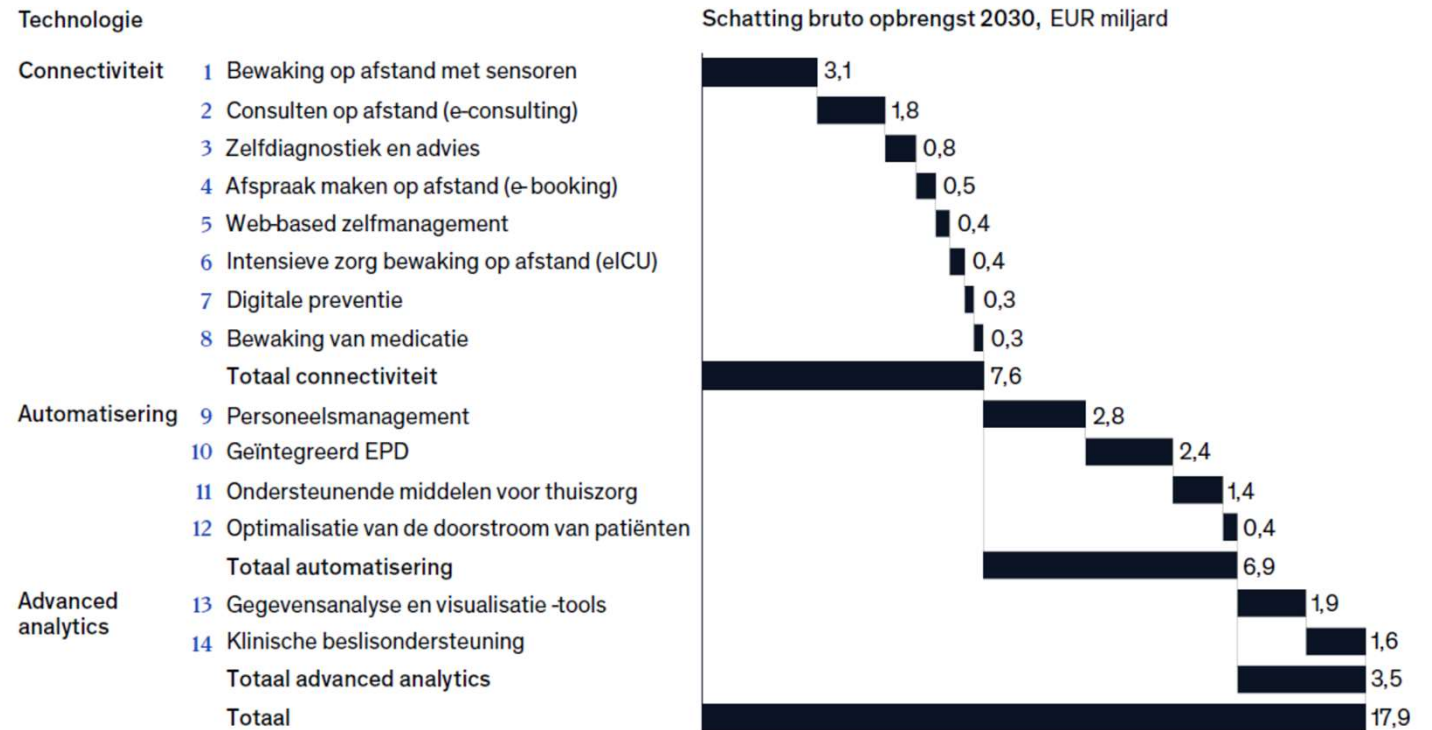 Technologie
Schatting bruto opbrengst 2030, EUR miljard
Connectiviteit 1 Bewaking op afstand met sensoren 3,1
2 Consulten op afstand (e-consulting) 1,8
3 Zelfdiagnostiek en advies 0,8
4 Afspraak maken op afstand (e-booking) 0,5
5 Web-based zelfmanagement 0,4
6 Intensieve zorg bewaking op afstand (eICU) 0,4
7 Digitale preventie 0,3
8 Bewaking van medicatie 0,3
Totaal connectiviteit 7,6
Automatisering 9 Personeelsmanagement 2,8
10 Geïntegreerd EPD 2,4
11 Ondersteunende middelen voor thuiszorg 1,4
12 Optimalisatie van de doorstroom van patiënten 0,4
Totaal automatisering 6,9
Advanced
analytics
13 Gegevensanalyse en visualisatie -tools 1,9
14 Klinische beslisondersteuning 1,6
Totaal advanced analytics 3,5
Totaal 17,9